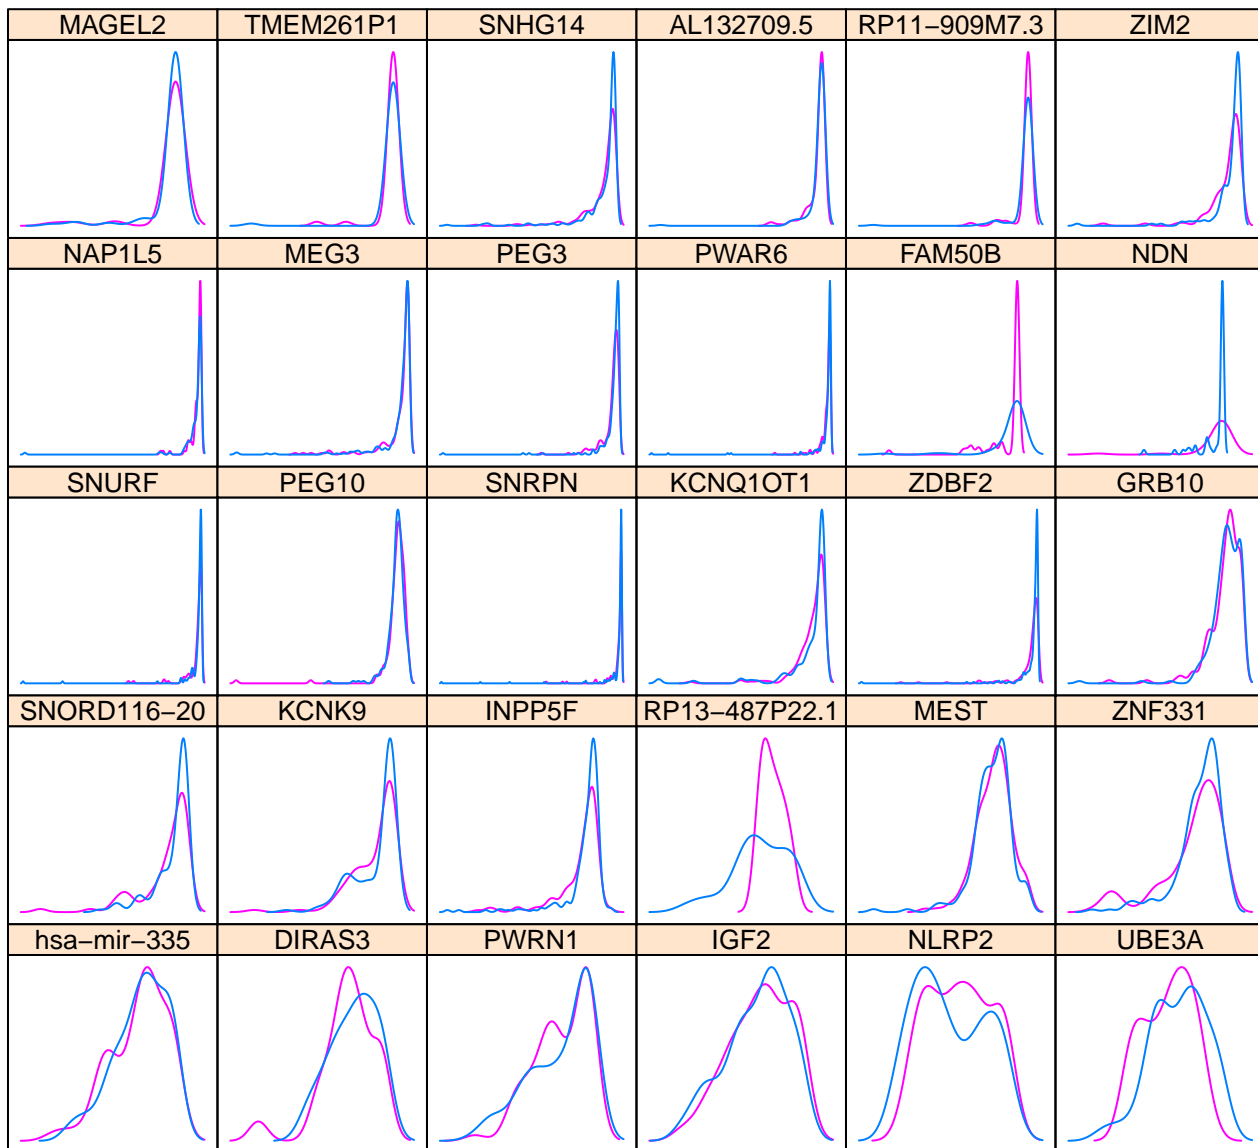 MAGEL2 TMEM261P1 SNHG14 AL132709.5 RP11−909M7.3 ZIM2
NAP1L5 MEG3 PEG3 PWAR6 FAM50B NDN
SNURF PEG10 SNRPN KCNQ1OT1 ZDBF2 GRB10
SNORD116−20 KCNK9 INPP5F RP13−487P22.1 MEST ZNF331
hsa−mir−335 DIRAS3 PWRN1 IGF2 NLRP2 UBE3A